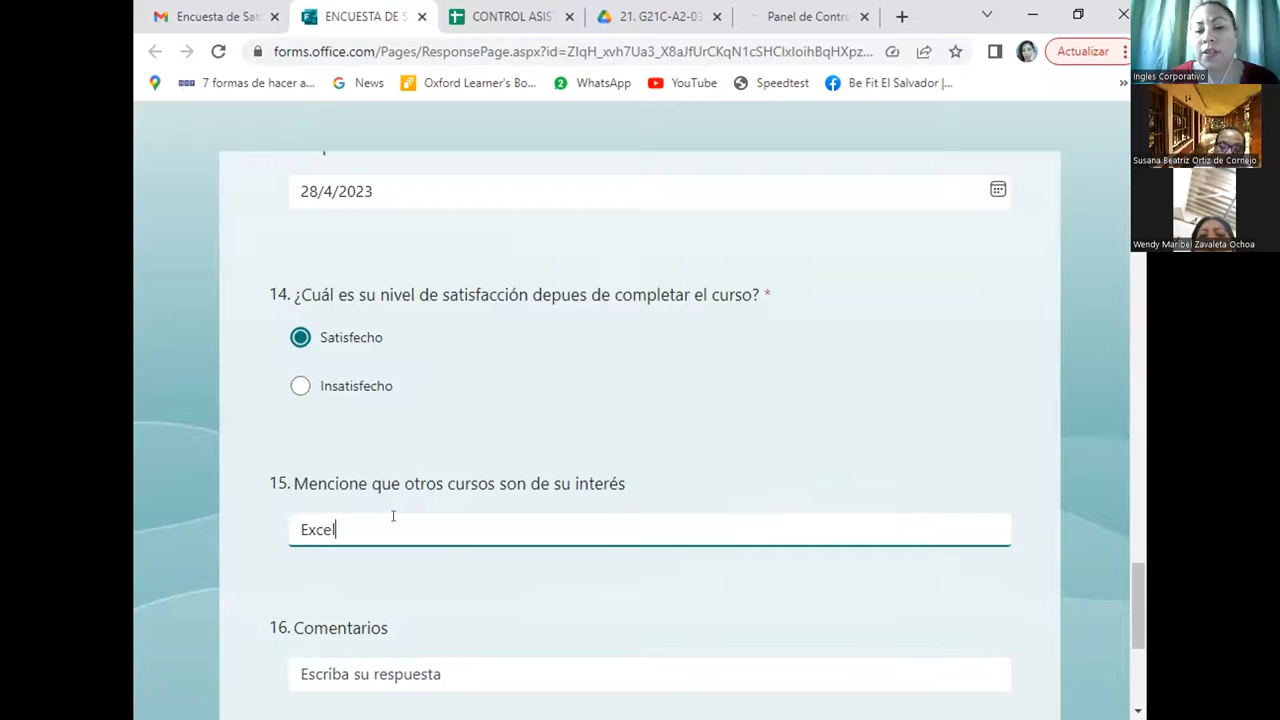 Encuesta de Sati
ENCUESTA DE S
CONTROL ASIS
21. G21C-A2-03
Panel de Contro
forms.office.com/Pages/ResponsePage.aspx?id=
Actualizar
7 formas de hacer a...
News
Oxford Learner's Bo...
2 WhatsApp
YouTube
Speedtest
Be Fit El Salvador |...
»
Ingles Corporativo
Susana Beatriz Ortiz de Cornejo
Wendy Maribel Zavaleta Ochoa
28/4/2023
14. ¿Cuál es su nivel de satisfacción depues de completar el curso? *
Satisfecho
Insatisfecho
15. Mencione que otros cursos son de su interés
Excel
16. Comentarios
Escriba su respuesta